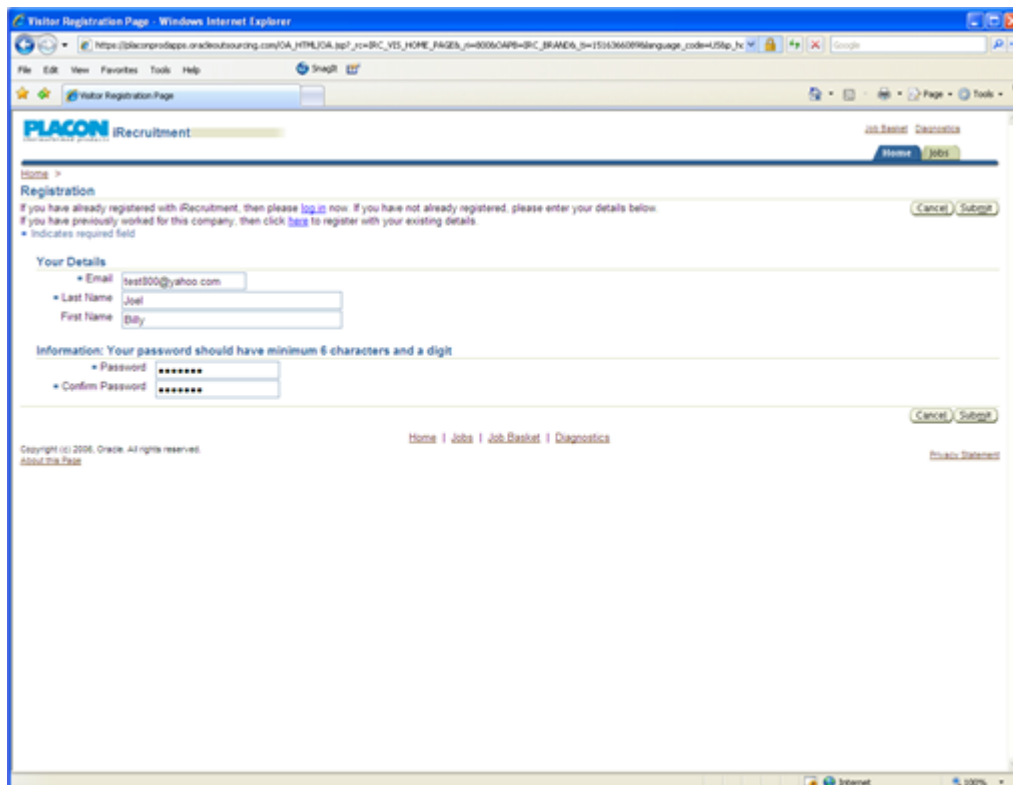 Visitor Registration Page - Windows Internet Explorer
Google
File Edit View Favorites Tools Help SnagIt
Visitor Registration Page
Page Tools
PLACON iRecruitment
Job Basket Diagnostics
Home Jobs
Home >
Registration
If you have already registered with iRecruitment, then please log in now. If you have not already registered, please enter your details below.
Cancel Submit
If you have previously worked for this company, then click here to register with your existing details.
* Indicates required field
Your Details
* Email test800@yahoo.com
* Last Name Joel
First Name Billy
Information: Your password should have minimum 6 characters and a digit
* Password •••••••
* Confirm Password •••••••
Cancel Submit
Home | Jobs | Job Basket | Diagnostics
Copyright (c) 2006, Oracle. All rights reserved.
About this Page
Privacy Statement
Internet 100%